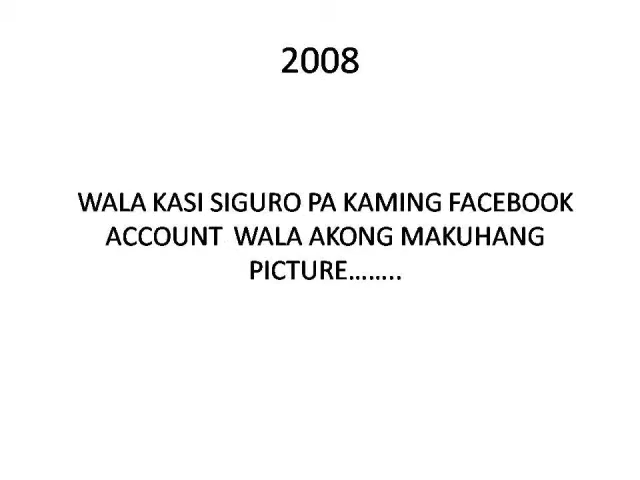 2008
WALA KASI SIGURO PA KAMING FACEBOOK
ACCOUNT WALA AKONG MAKUHANG
PICTURE……..